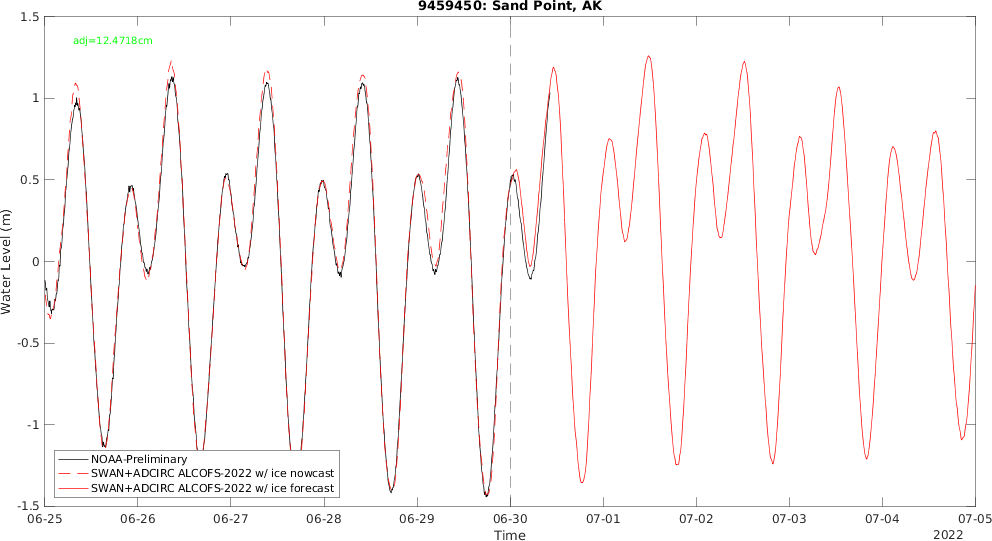 9459450: Sand Point, AK
adj=12.4718cm
Water Level (m)
1.5
1
0.5
0
-0.5
-1
-1.5
NOAA-Preliminary
SWAN+ADCIRC ALCOFS-2022 w/ ice nowcast
SWAN+ADCIRC ALCOFS-2022 w/ ice forecast
06-25 06-26 06-27 06-28 06-29 06-30 07-01 07-02 07-03 07-04 07-05
Time
2022